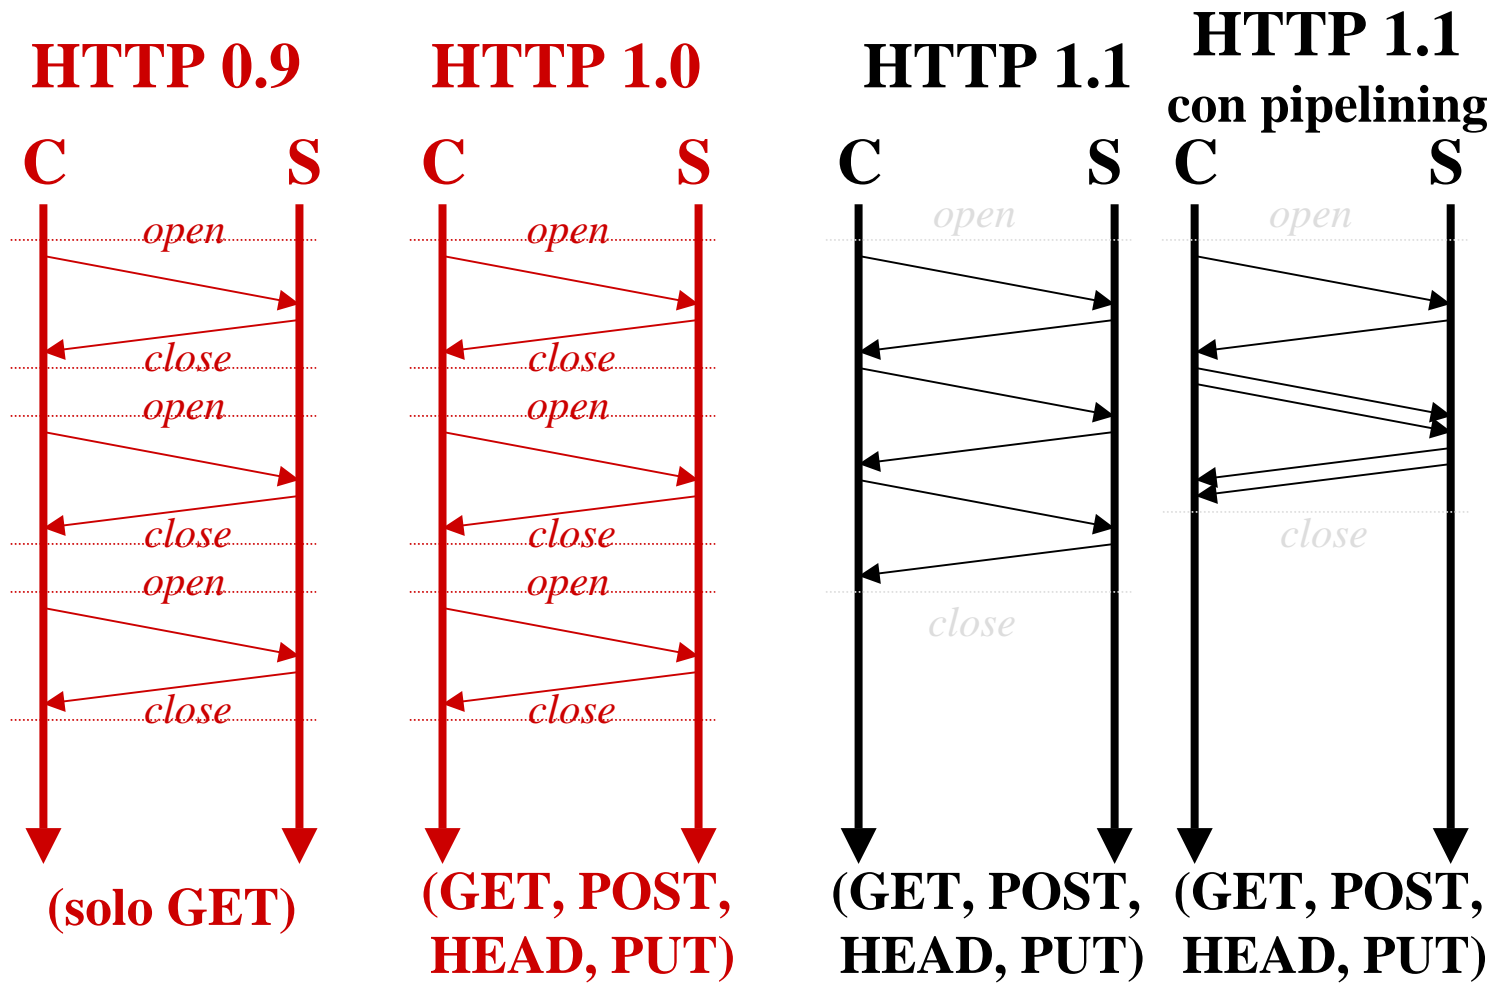 HTTP 0.9
C S
open
close
open
close
open
close
(solo GET)
HTTP 1.0
C S
open
close
open
close
open
close
(GET, POST,
HEAD, PUT)
HTTP 1.1
C S
open
close
(GET, POST,
HEAD, PUT)
HTTP 1.1
con pipelining
C S
open
close
(GET, POST,
HEAD, PUT)